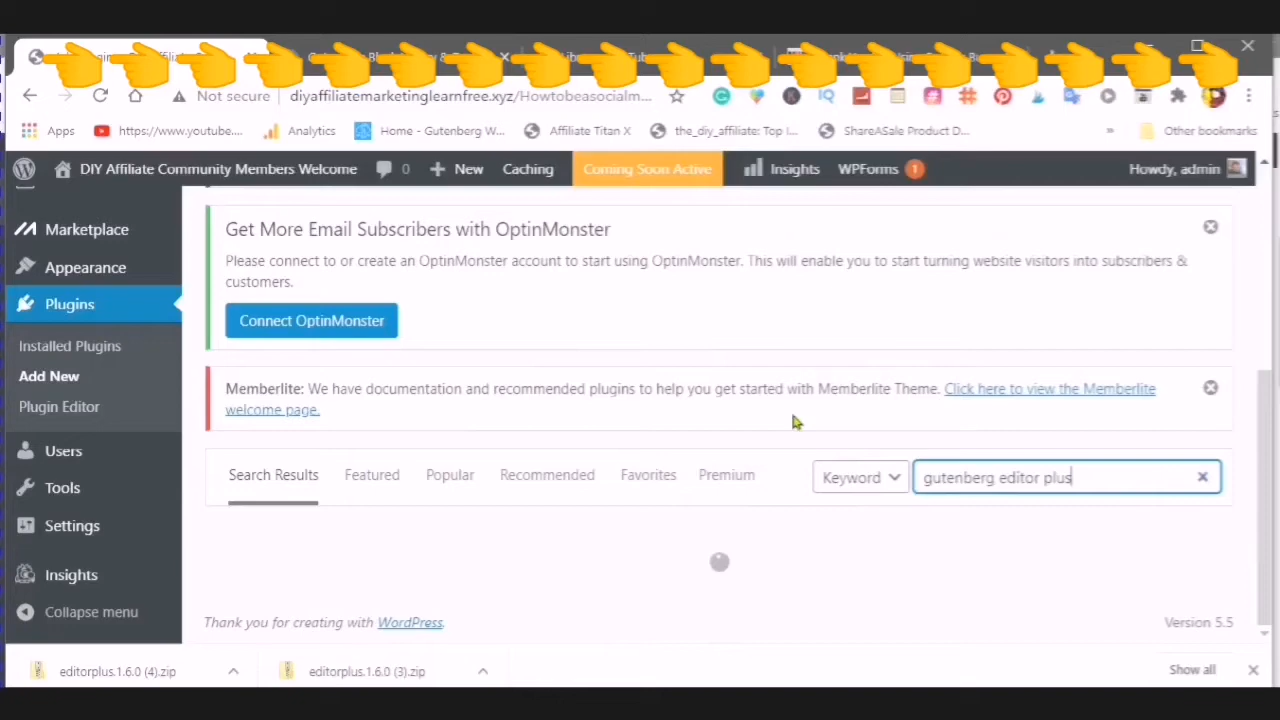 Not secure
diyaffiliatemarketinglearnfree.xyz/Howtobeasocialm...
Apps
https://www.youtube....
Analytics
Home - Gutenberg W...
Affiliate Titan X
the_diy_affiliate: Top I...
ShareASale Product D...
»
Other bookmarks
DIY Affiliate Community Members Welcome
0
New
Caching
Coming Soon Active
Insights
WPForms 1
Howdy, admin
Marketplace
Appearance
Plugins
Installed Plugins
Add New
Plugin Editor
Users
Tools
Settings
Insights
Collapse menu
Get More Email Subscribers with OptinMonster
Please connect to or create an OptinMonster account to start using OptinMonster. This will enable you to start turning website visitors into subscribers &
customers.
Connect OptinMonster
Memberlite: We have documentation and recommended plugins to help you get started with Memberlite Theme. Click here to view the Memberlite
welcome page.
Search Results
Featured
Popular
Recommended
Favorites
Premium
Keyword
gutenberg editor plus
Thank you for creating with WordPress.
Version 5.5
editorplus.1.6.0 (4).zip
editorplus.1.6.0 (3).zip
Show all